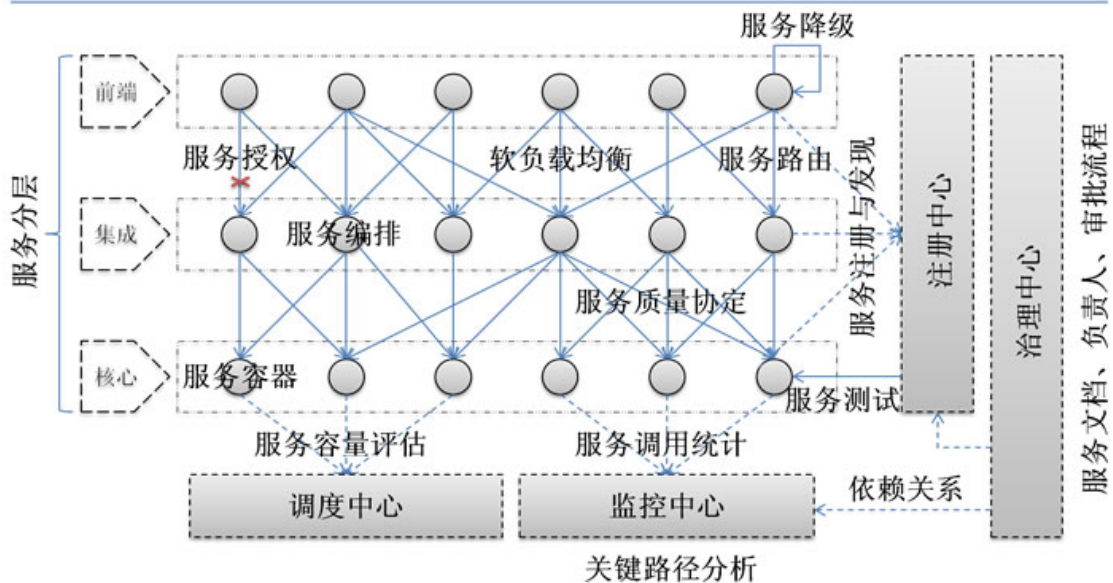 服务降级
前端
服务授权
软负载均衡
服务路由
服务分层
集成
服务编排
服务注册与发现
注册中心
治理中心
服务文档、负责人、审批流程
服务质量协定
核心
服务容器
服务测试
服务容量评估
服务调用统计
调度中心
监控中心
依赖关系
关键路径分析